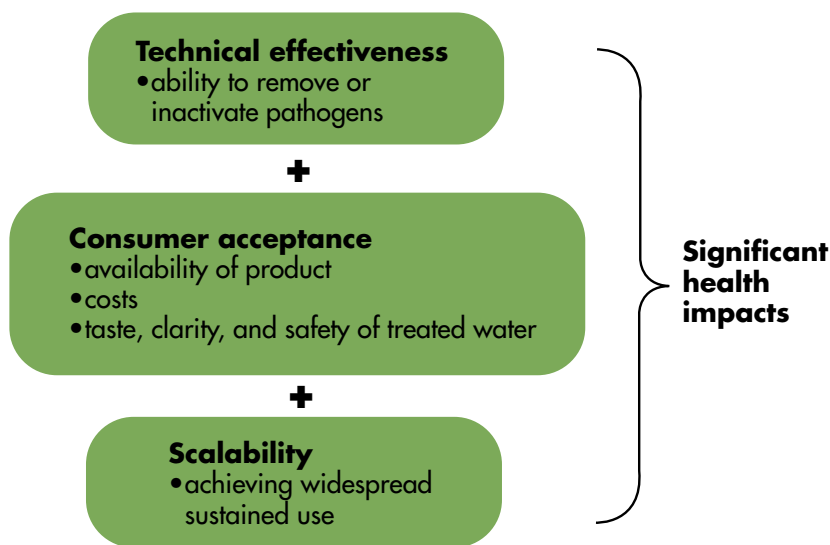 Technical effectiveness
•ability to remove or
inactivate pathogens
+
Consumer acceptance
•availability of product
•costs
•taste, clarity, and safety of treated water
+
Scalability
•achieving widespread
sustained use
Significant
health
impacts